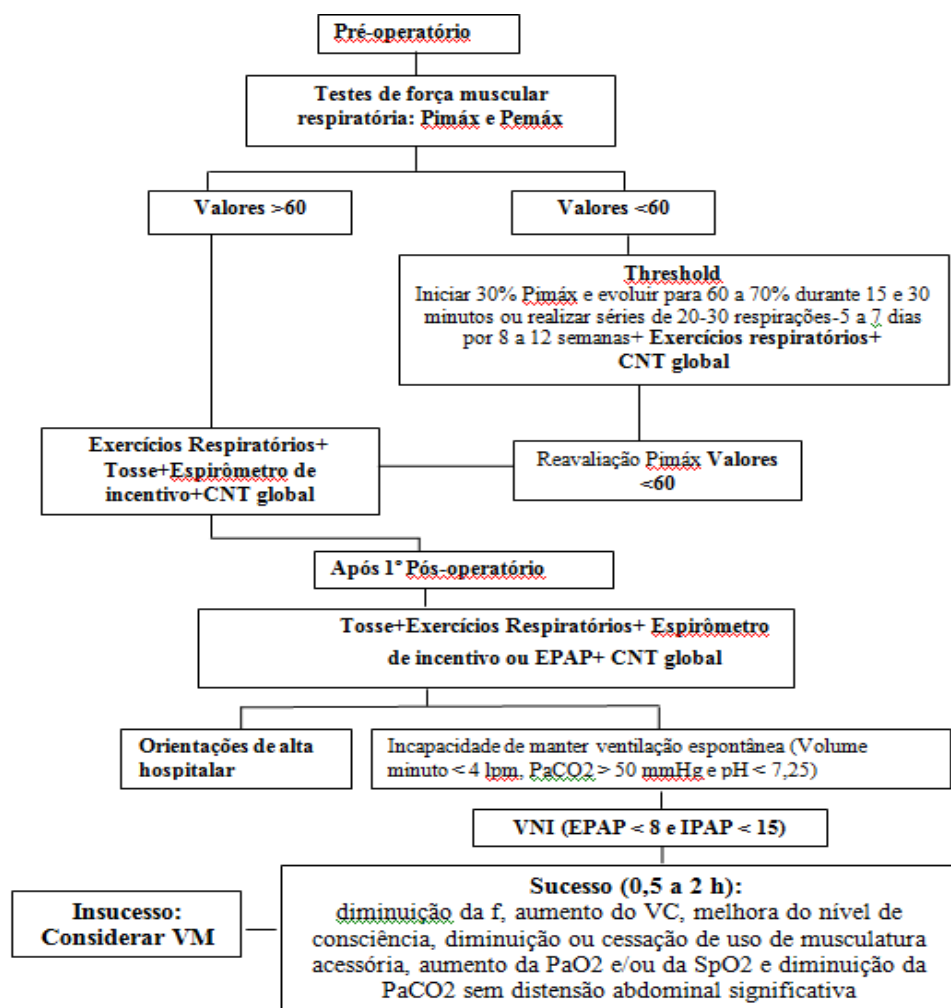 Pré-operatório
Testes de força muscular
respiratória: Pimáx e Pemáx
Valores >60
Valores <60
Threshold
Iniciar 30% Pimáx e evoluir para 60 a 70% durante 15 e 30
minutos ou realizar séries de 20-30 respirações-5 a 7 dias
por 8 a 12 semanas+ Exercícios respiratórios+
CNT global
Exercícios Respiratórios+
Tosse+Espirômetro de
incentivo+CNT global
Reavaliação Pimáx Valores
<60
Após 1º Pós-operatório
Tosse+Exercícios Respiratórios+ Espirômetro
de incentivo ou EPAP+ CNT global
Orientações de alta
hospitalar
Incapacidade de manter ventilação espontânea (Volume
minuto < 4 lpm, PaCO2 > 50 mmHg e pH < 7,25)
VNI (EPAP < 8 e IPAP < 15)
Insucesso:
Considerar VM
Sucesso (0,5 a 2 h):
diminuição da f, aumento do VC, melhora do nível de
consciência, diminuição ou cessação de uso de musculatura
acessória, aumento da PaO2 e/ou da SpO2 e diminuição da
PaCO2 sem distensão abdominal significativa